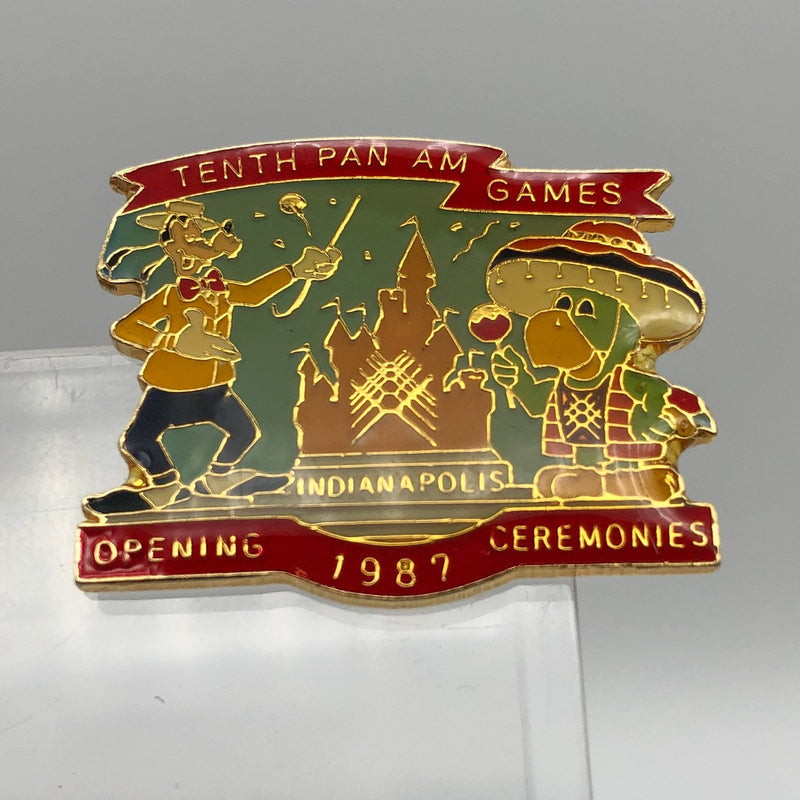 TENTH PAN AM
GAMES
INDIANAPOLIS
OPENING 1987 CEREMONIES